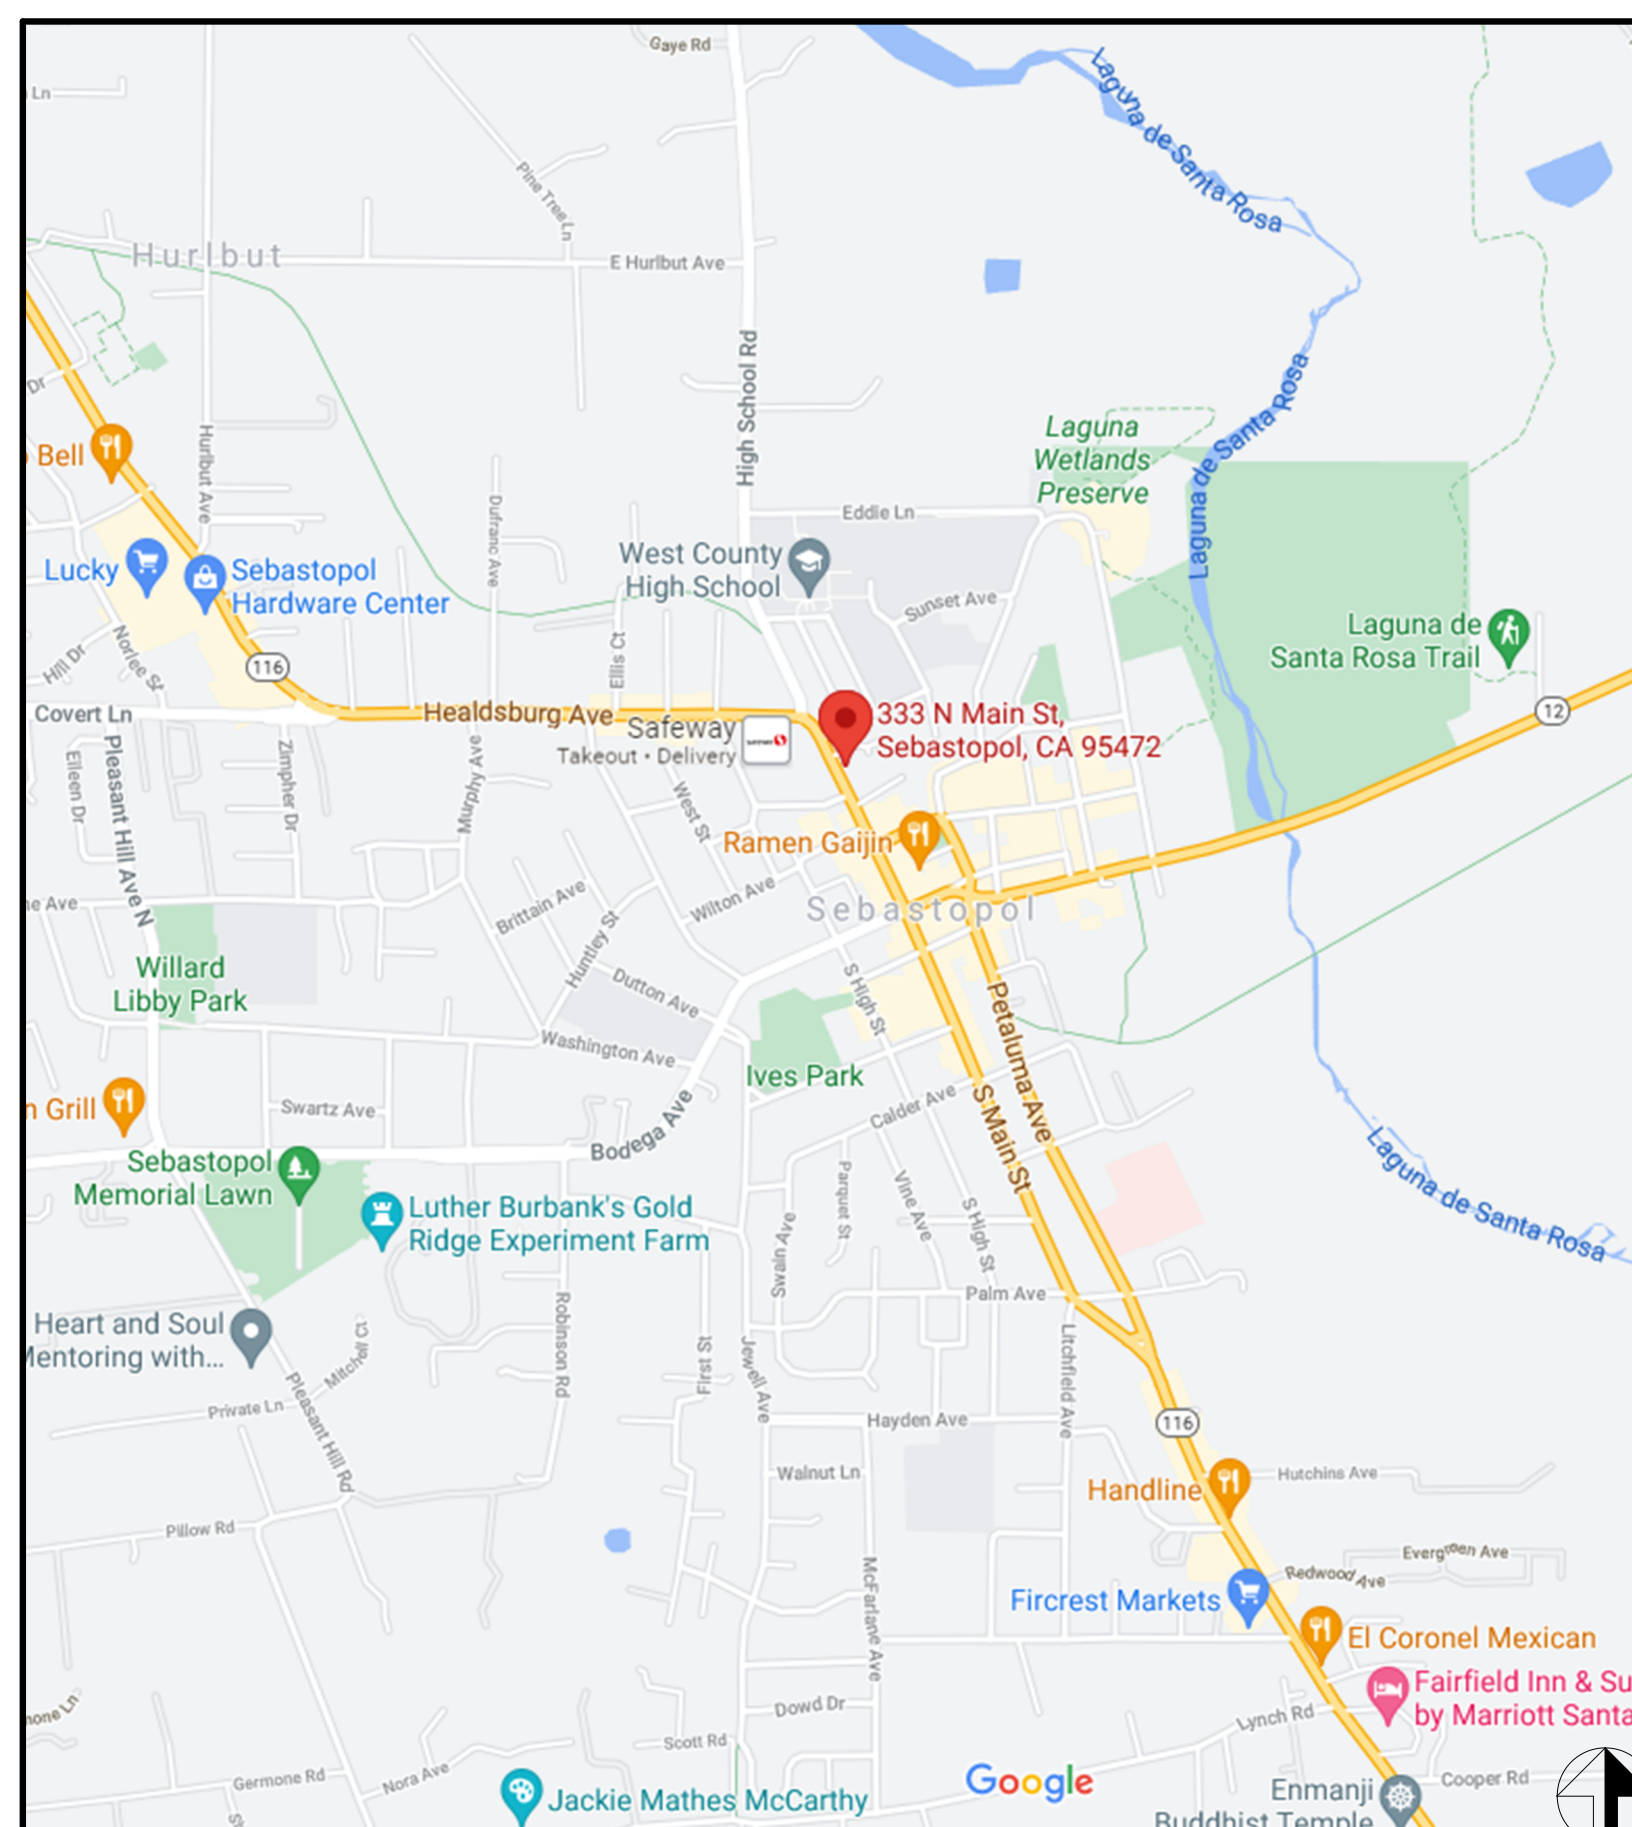 Gaye Rd
Ln
Laguna de Santa Rosa
Pine Tree Ln
Hurlbut
E Hurlbut Ave
High School Rd
Dr
Laguna de Santa Rosa
Laguna
Wetlands
Preserve
Bell
Hurlbut Ave
Dufranc Ave
Eddie Ln
West County
High School
Lucky
Sebastopol
Hardware Center
Sunset Ave
Laguna de
Santa Rosa Trail
Ellis Ct
Hill Dr
Norlee St
116
12
Covert Ln
Healdsburg Ave
333 N Main St,
Sebastopol, CA 95472
Safeway
Takeout • Delivery
Eileen Dr
Pleasant Hill Ave N
Zimpher Dr
Murphy Ave
West St
Ramen Gaijin
Brittain Ave
Wilton Ave
Sebastopol
Ave
Huntley St
Willard
Libby Park
Dutton Ave
S High St
Petaluma Ave
Washington Ave
Ives Park
Calder Ave
S Main St
Grill
Swartz Ave
Bodega Ave
Laguna de Santa Rosa
Sebastopol
Memorial Lawn
Luther Burbank's Gold
Ridge Experiment Farm
Parquet St
Vine Ave
S High St
Swain Ave
Palm Ave
Heart and Soul
Mentoring with...
Mitchell Ct
Robinson Rd
First St
Jewell Ave
Litchfield Ave
Private Ln
Pleasant Hill Rd
Hayden Ave
116
Walnut Ln
Handline
Hutchins Ave
Pillow Rd
Evergreen Ave
Redwood Ave
McFarlane Ave
Fircrest Markets
El Coronel Mexican
Fairfield Inn & Su
by Marriott Santa
Dowd Dr
Lynch Rd
Scott Rd
Germone Rd
Nora Ave
Google
Cooper Rd
Jackie Mathes McCarthy
Enmanji
Buddhist Temple